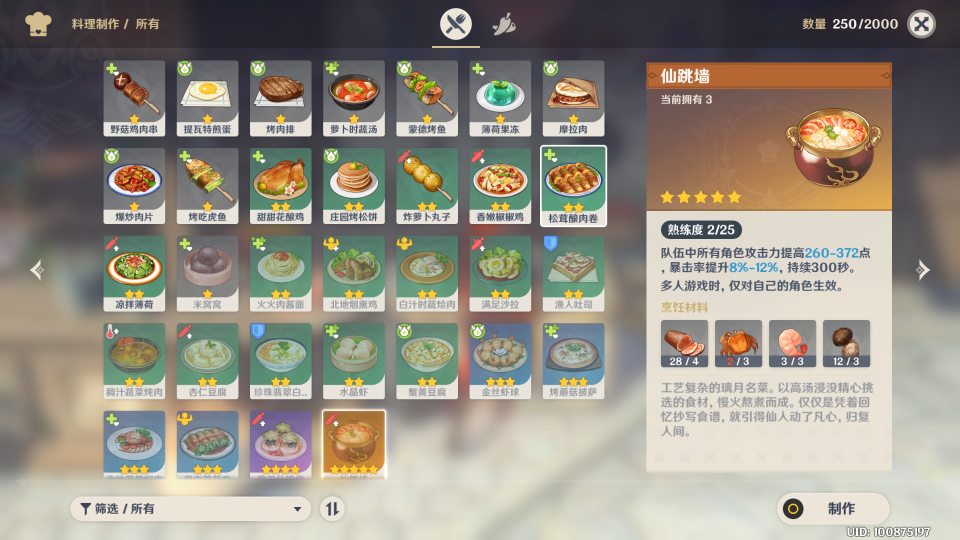 料理制作 / 所有
数量 250/2000
野菇鸡肉串
提瓦特煎蛋
烤肉排
萝卜时蔬汤
蒙德烤鱼
薄荷果冻
摩拉肉
爆炒肉片
烤吃虎鱼
甜甜花酿鸡
庄园烤松饼
炸萝卜丸子
香嫩椒椒鸡
松茸酿肉卷
凉拌薄荷
米窝窝
火火肉酱面
北地烟熏鸡
白汁时蔬烩肉
满足沙拉
渔人吐司
稠汁蔬菜炖肉
杏仁豆腐
珍珠翡翠白..
水晶虾
蟹黄豆腐
金丝虾球
烤蘑菇披萨
仙跳墙
当前拥有 3
熟练度 2/25
队伍中所有角色攻击力提高260-372点
，暴击率提升8%-12%，持续300秒。
多人游戏时，仅对自己的角色生效。
烹饪材料
28 / 4
2 / 3
3 / 3
12 / 3
工艺复杂的璃月名菜。以高汤浸没精心挑
选的食材，慢火熬煮而成。仅仅是凭着回
忆抄写食谱，就引得仙人动了凡心，归复
人间。
筛选 / 所有
制作
UID: 100875197